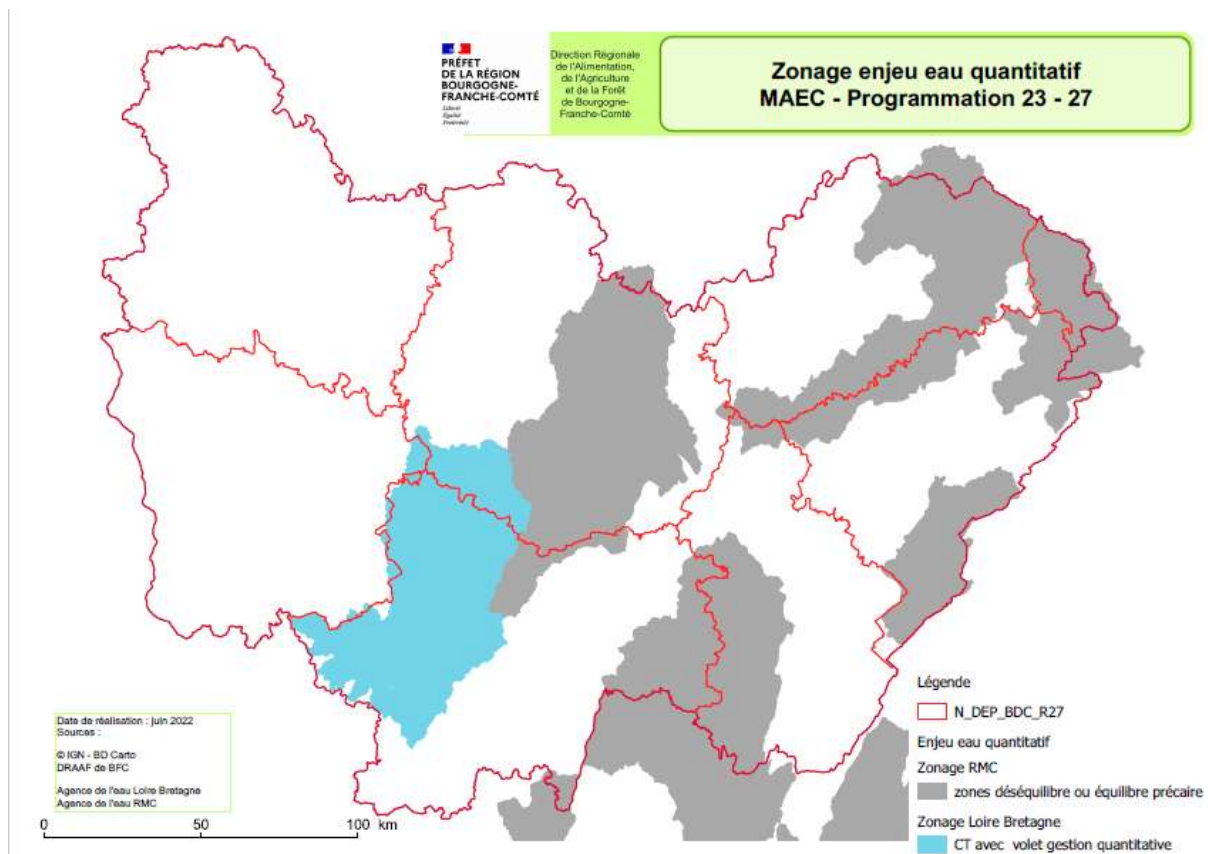 PRÉFET
DE LA RÉGION
BOURGOGNE-
FRANCHE-COMTÉ
Liberté
Égalité
Fraternité
Direction Régionale
de l'Alimentation,
de l'Agriculture
et de la Forêt
de Bourgogne-
Franche-Comté
Zonage enjeu eau quantitatif
MAEC - Programmation 23 - 27
Date de réalisation : juin 2022
Sources :
© IGN - BD Carto
DRAAF de BFC
Agence de l'eau Loire Bretagne
Agence de l'eau RMC
0 50 100 km
Légende
N_DEP_BDC_R27
Enjeu eau quantitatif
Zonage RMC
zones déséquilibre ou équilibre précaire
Zonage Loire Bretagne
CT avec volet gestion quantitative